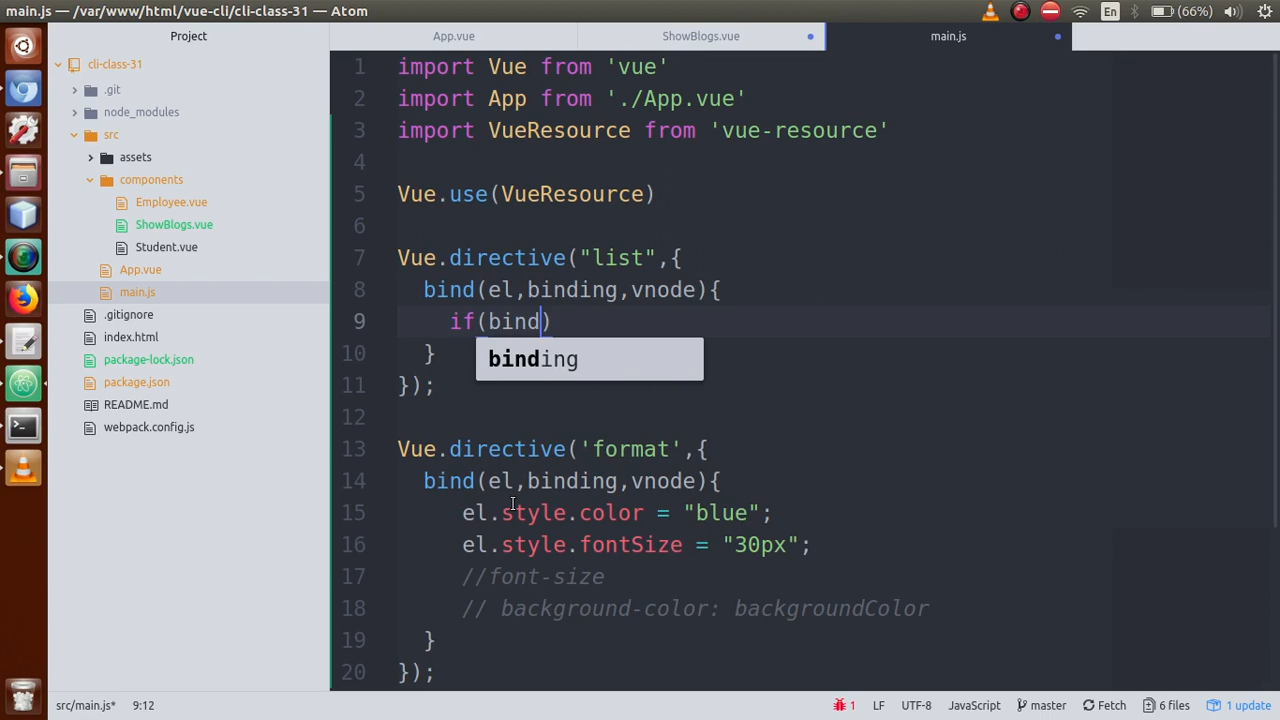 main.js — /var/www/html/vue-cli/cli-class-31 — Atom
En
(66%)
Project
App.vue
ShowBlogs.vue
main.js
cli-class-31
.git
node_modules
src
assets
components
Employee.vue
ShowBlogs.vue
Student.vue
App.vue
main.js
.gitignore
index.html
package-lock.json
package.json
README.md
webpack.config.js
1 import Vue from 'vue'
2 import App from './App.vue'
3 import VueResource from 'vue-resource'
4
5 Vue.use(VueResource)
6
7 Vue.directive("list",{
8 bind(el,binding,vnode){
9 if(bind)
binding
10 }
11 });
12
13 Vue.directive('format',{
14 bind(el,binding,vnode){
15 el.style.color = "blue";
16 el.style.fontSize = "30px";
17 //font-size
18 // background-color: backgroundColor
19 }
20 });
src/main.js* 9:12
1 LF UTF-8 JavaScript master Fetch 6 files 1 update